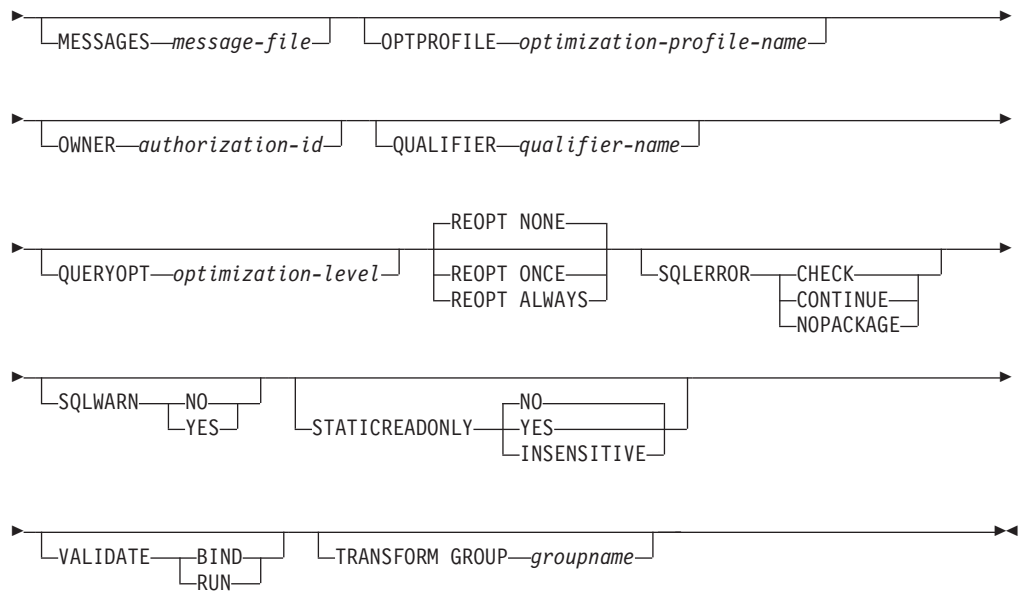 MESSAGES message-file OPTPROFILE optimization-profile-name
OWNER authorization-id QUALIFIER qualifier-name
REOPT NONE
QUERYOPT optimization-level REOPT ONCE SQLERROR CHECK
REOPT ALWAYS CONTINUE
NOPACKAGE
SQLWARN NO NO
YES STATICREADONLY YES
INSENSITIVE
VALIDATE BIND TRANSFORM GROUP groupname
RUN